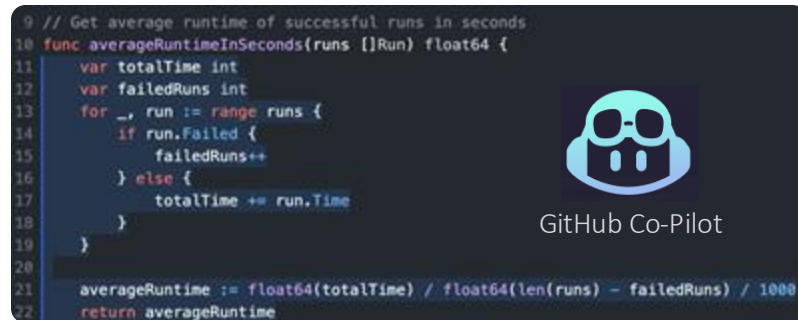 9 // Get average runtime of successful runs in seconds
10 func averageRuntimeInSeconds(runs []Run) float64 {
11 var totalTime int
12 var failedRuns int
13 for _, run := range runs {
14 if run.Failed {
15 failedRuns++
16 } else {
17 totalTime += run.Time
18 }
19 }
20
21 averageRuntime := float64(totalTime) / float64(len(runs) - failedRuns) / 1000
22 return averageRuntime
GitHub Co-Pilot